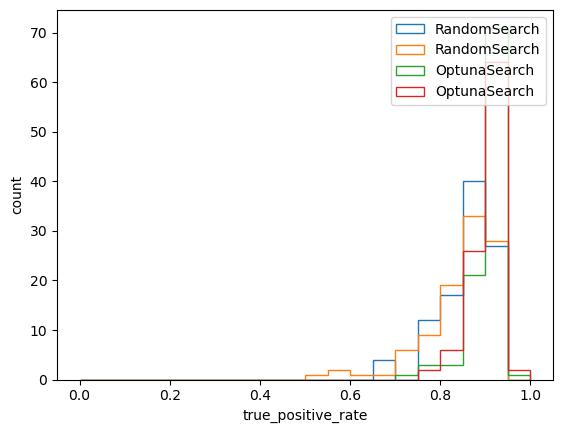 RandomSearch
RandomSearch
OptunaSearch
OptunaSearch
70
60
50
40
30
20
10
0
count
0.0 0.2 0.4 0.6 0.8 1.0
true_positive_rate